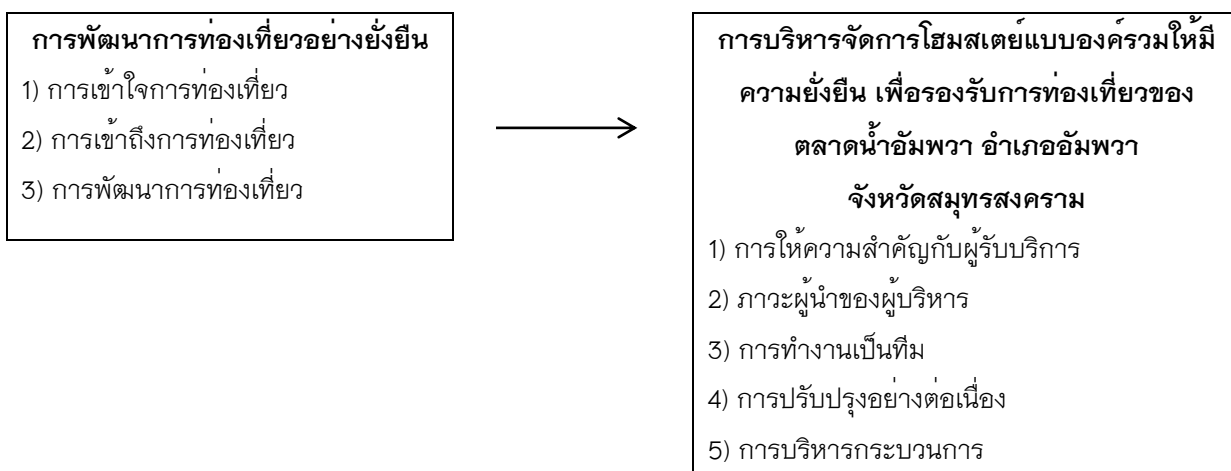 การพัฒนาการท่องเที่ยวอย่างยั่งยืน
1) การเข้าใจการท่องเที่ยว
2) การเข้าถึงการท่องเที่ยว
3) การพัฒนาการท่องเที่ยว
การบริหารจัดการโฮมสเตย์แบบองค์รวมให้มี
ความยั่งยืน เพื่อรองรับการท่องเที่ยวของ
ตลาดน้ำอัมพวา อำเภออัมพวา
จังหวัดสมุทรสงคราม
1) การให้ความสำคัญกับผู้รับบริการ
2) ภาวะผู้นำของผู้บริหาร
3) การทำงานเป็นทีม
4) การปรับปรุงอย่างต่อเนื่อง
5) การบริหารกระบวนการ